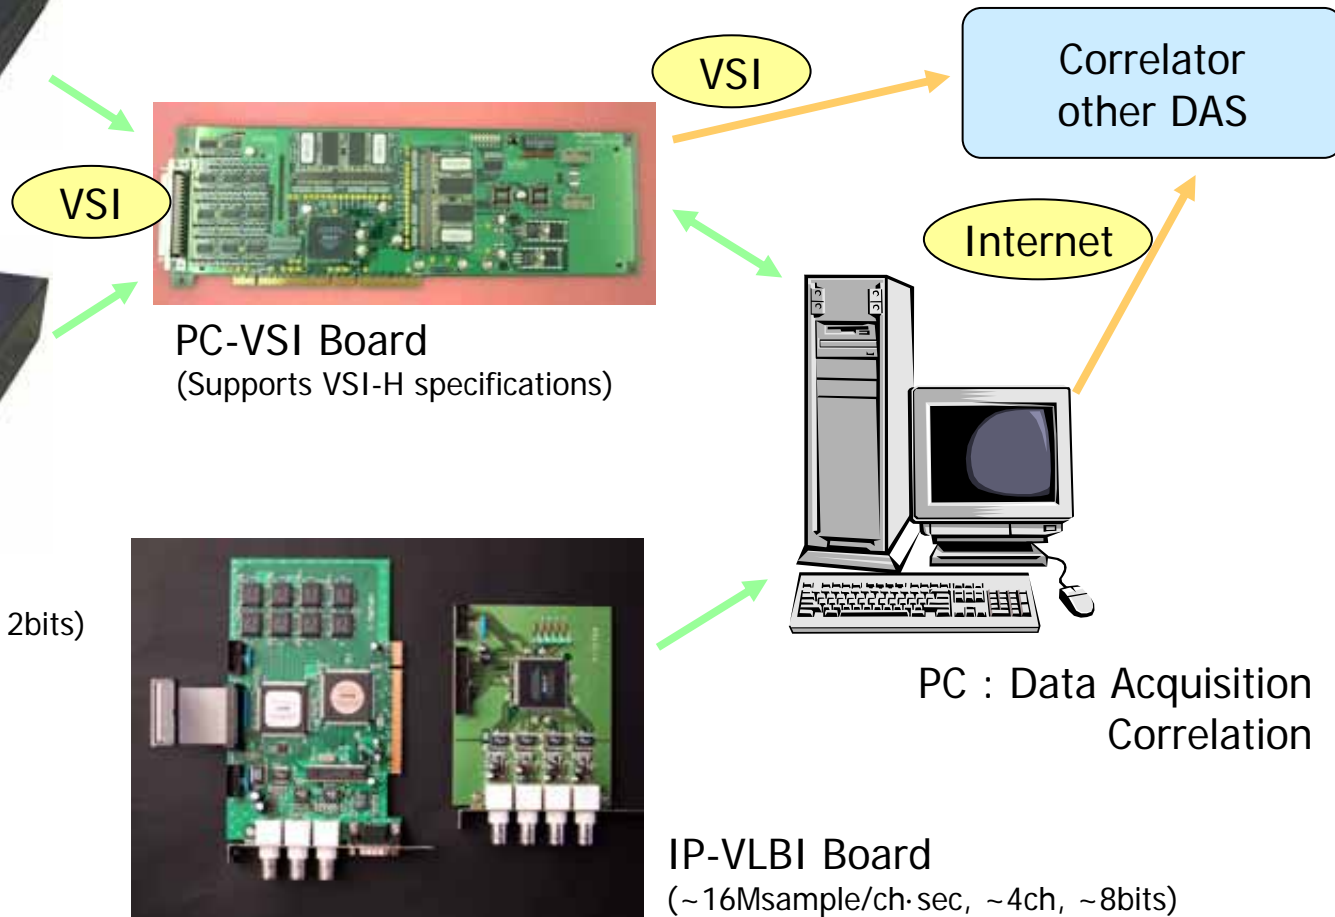 VSI
Correlator
other DAS
VSI
Internet
PC-VSI Board
(Supports VSI-H specifications)
2bits)
PC : Data Acquisition
Correlation
IP-VLBI Board
(~16Msample/ch·sec, ~4ch, ~8bits)